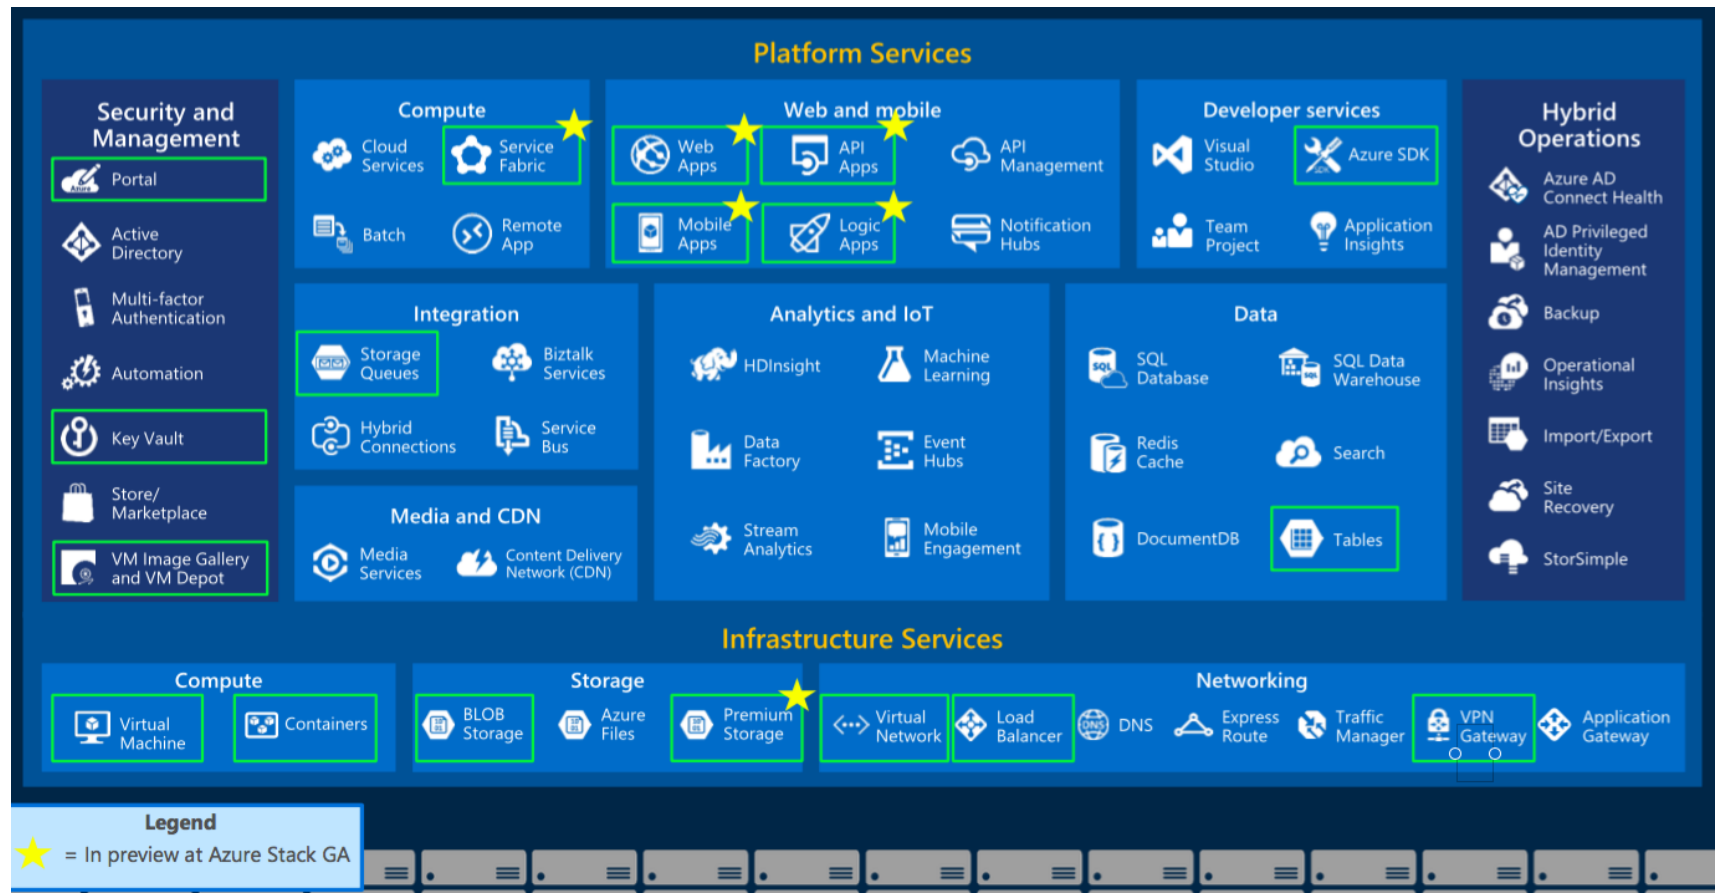 Platform Services
Security and
Management
Portal
Azure
Active
Directory
Multi-factor
Authentication
Automation
Key Vault
Store/
Marketplace
VM Image Gallery
and VM Depot
Compute
Cloud
Services
Service
Fabric
Batch
Remote
App
Web and mobile
Web
Apps
API
Apps
API
Management
Mobile
Apps
Logic
Apps
Notification
Hubs
Developer services
Visual
Studio
SDK
Azure SDK
Team
Project
Application
Insights
Hybrid
Operations
Azure AD
Connect Health
AD Privileged
Identity
Management
Backup
Operational
Insights
Import/Export
Site
Recovery
StorSimple
Integration
Storage
Queues
Biztalk
Services
Hybrid
Connections
Service
Bus
Media and CDN
Media
Services
Content Delivery
Network (CDN)
Analytics and IoT
HDInsight
Machine
Learning
Data
Factory
Event
Hubs
Stream
Analytics
Mobile
Engagement
Data
SQL
SQL
Database
SQL
SQL Data
Warehouse
Redis
Cache
Search
DocumentDB
Tables
Infrastructure Services
Compute
Virtual
Machine
Containers
Storage
BLOB
Storage
Azure
Files
Premium
Storage
Networking
Virtual
Network
Load
Balancer
DNS
DNS
Express
Route
Traffic
Manager
VPN
Gateway
Application
Gateway
Legend
= In preview at Azure Stack GA